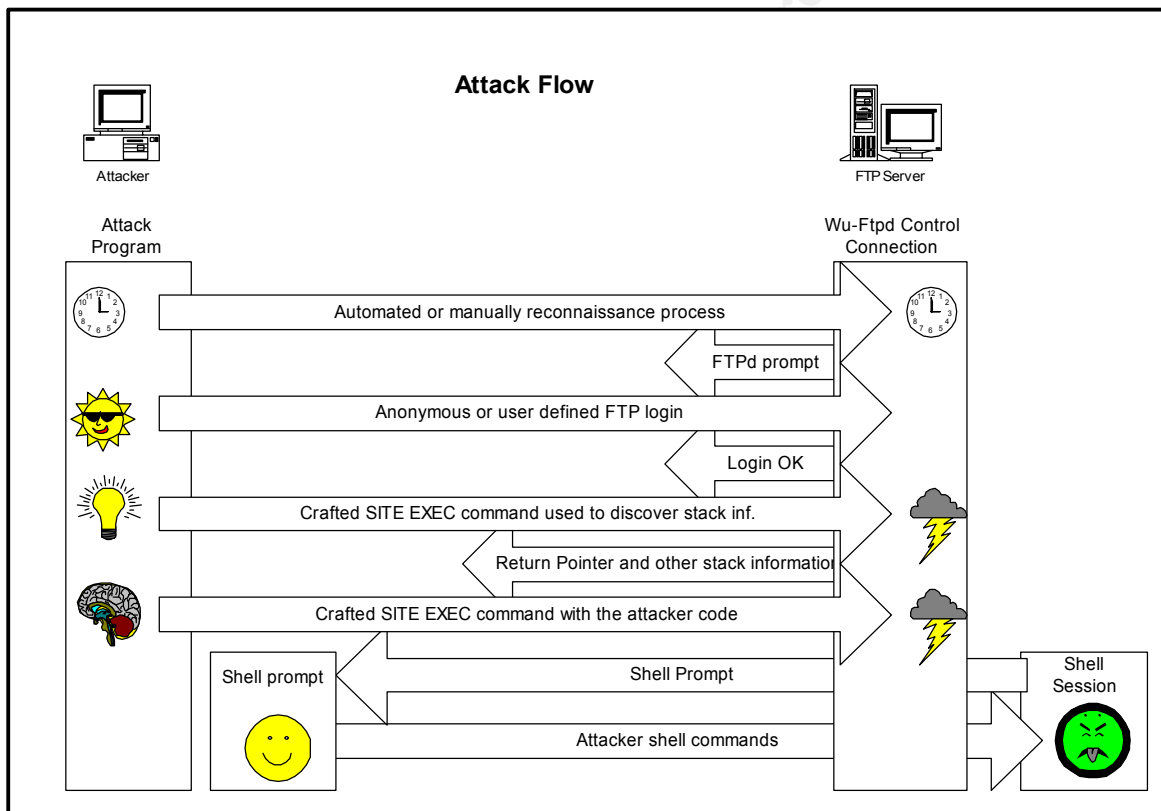 Attack Flow
Attacker
FTP Server
Attack
Program
Wu-Ftpd Control
Connection
Automated or manually reconnaissance process
FTPd prompt
Anonymous or user defined FTP login
Login OK
Crafted SITE EXEC command used to discover stack inf.
Return Pointer and other stack information
Crafted SITE EXEC command with the attacker code
Shell prompt
Shell Prompt
Shell
Session
Attacker shell commands